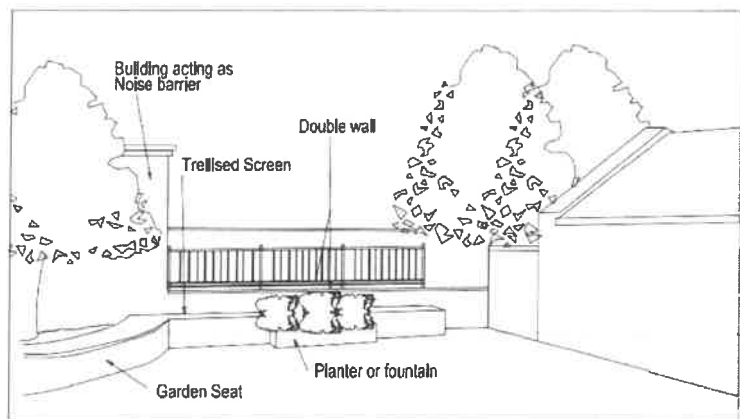 Building acting as
Noise barrier
Double wall
Trellised Screen
Planter or fountain
Garden Seat